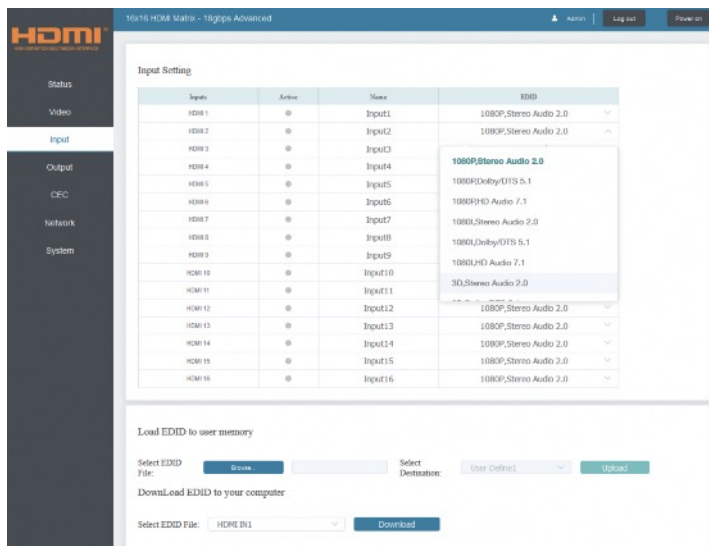 16x16 HDMI Matrix - 18gbps Advanced
Admin
Log out
Power on
HDMI
HIGH-DEFINITION MULTIMEDIA INTERFACE
Status
Video
Input
Output
CEC
Network
System
Input Setting
Inputs Active Name EDID
HDMI 1 Input1 1080P,Stereo Audio 2.0
HDMI 2 Input2 1080P,Stereo Audio 2.0
HDMI 3 Input3
HDMI 4 Input4
HDMI 5 Input5
HDMI 6 Input6
HDMI 7 Input7
HDMI 8 Input8
HDMI 9 Input9
HDMI 10 Input10
HDMI 11 Input11
HDMI 12 Input12 1080P,Stereo Audio 2.0
HDMI 13 Input13 1080P,Stereo Audio 2.0
HDMI 14 Input14 1080P,Stereo Audio 2.0
HDMI 15 Input15 1080P,Stereo Audio 2.0
HDMI 16 Input16 1080P,Stereo Audio 2.0
1080P,Stereo Audio 2.0
1080P,Dolby/DTS 5.1
1080P,HD Audio 7.1
1080I,Stereo Audio 2.0
1080I,Dolby/DTS 5.1
1080I,HD Audio 7.1
3D,Stereo Audio 2.0
Load EDID to user memory
Select EDID
File:
Browse..
Select
Destination:
User Define1
Upload
DownLoad EDID to your computer
Select EDID File: HDMI IN1 Download